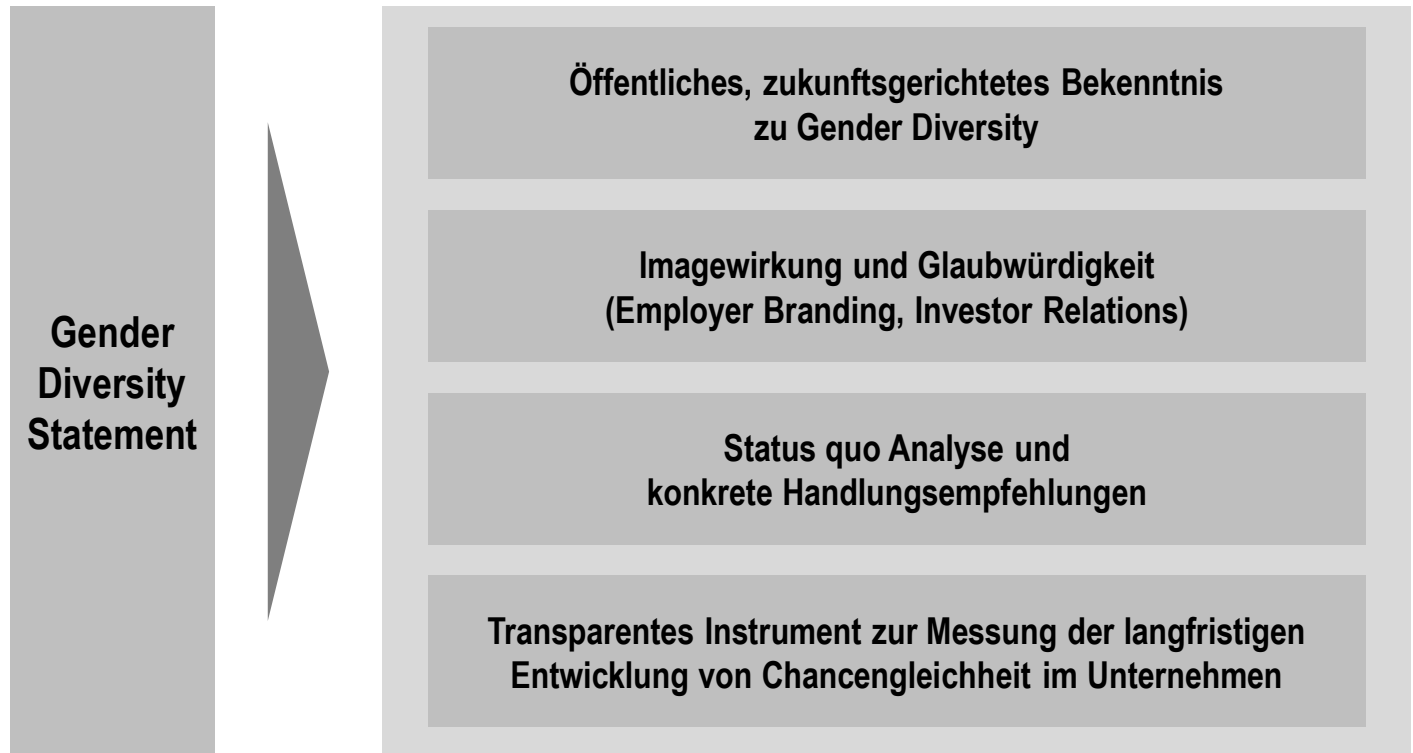 Gender
Diversity
Statement
Öffentliches, zukunftsgerichtetes Bekenntnis
zu Gender Diversity
Imagewirkung und Glaubwürdigkeit
(Employer Branding, Investor Relations)
Status quo Analyse und
konkrete Handlungsempfehlungen
Transparentes Instrument zur Messung der langfristigen
Entwicklung von Chancengleichheit im Unternehmen